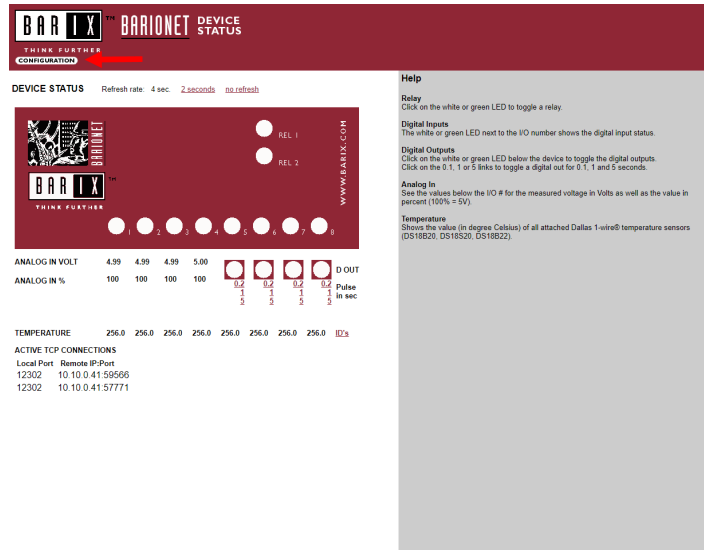 BARIX™ BARIONET DEVICE
STATUS
THINK FURTHER
CONFIGURATION
DEVICE STATUS Refresh rate: 4 sec. 2 seconds no refresh
BARIONET
REL 1
REL 2
WWW.BARIX.COM
BARIX™
THINK FURTHER
1 2 3 4 5 6 7 8
ANALOG IN VOLT 4.99 4.99 4.99 5.00
D OUT
ANALOG IN % 100 100 100 100
0.2 0.2 0.2 0.2 Pulse
1 1 1 1 in sec
5 5 5 5
TEMPERATURE 256.0 256.0 256.0 256.0 256.0 256.0 256.0 256.0 ID's
ACTIVE TCP CONNECTIONS
Local Port Remote IP:Port
12302 10.10.0.41:59566
12302 10.10.0.41:57771
Help
Relay
Click on the white or green LED to toggle a relay.
Digital Inputs
The white or green LED next to the I/O number shows the digital input status.
Digital Outputs
Click on the white or green LED below the device to toggle the digital outputs.
Click on the 0.1, 1 or 5 links to toggle a digital out for 0.1, 1 and 5 seconds.
Analog In
See the values below the I/O # for the measured voltage in Volts as well as the value in
percent (100% = 5V).
Temperature
Shows the value (in degree Celsius) of all attached Dallas 1-wire® temperature sensors
(DS18B20, DS18S20, DS18B22).